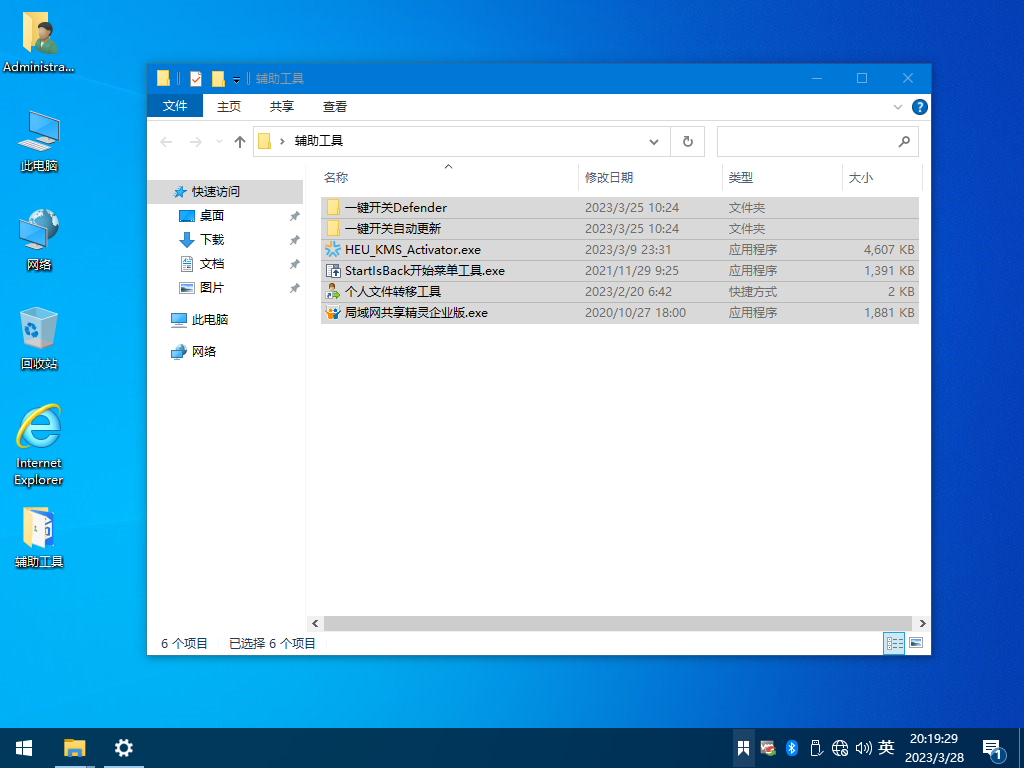 Administra...
此电脑
网络
回收站
Internet
Explorer
辅助工具
辅助工具
文件 主页 共享 查看
辅助工具
快速访问
桌面
下载
文档
图片
此电脑
网络
名称 修改日期 类型 大小
一键开关Defender 2023/3/25 10:24 文件夹
一键开关自动更新 2023/3/25 10:24 文件夹
HEU_KMS_Activator.exe 2023/3/9 23:31 应用程序 4,607 KB
StartIsBack开始菜单工具.exe 2021/11/29 9:25 应用程序 1,391 KB
个人文件转移工具 2023/2/20 6:42 快捷方式 2 KB
局域网共享精灵企业版.exe 2020/10/27 18:00 应用程序 1,881 KB
6 个项目 已选择 6 个项目
英
20:19:29
2023/3/28
1